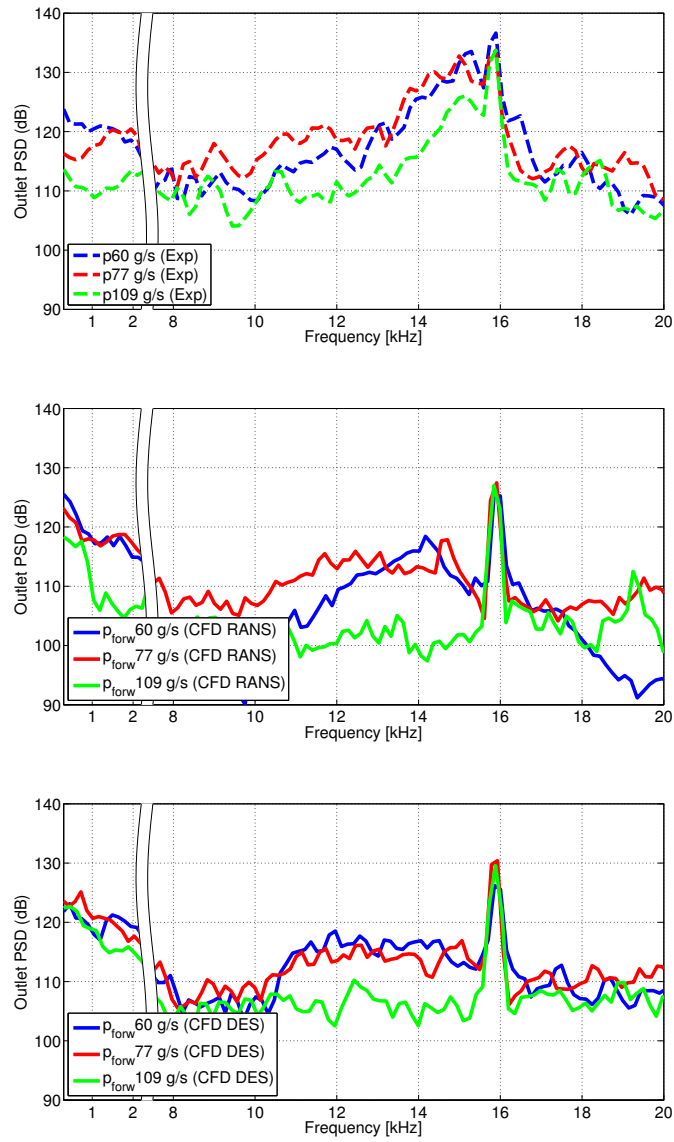 140
130
120
110
100
90
Outlet PSD (dB)
p60 g/s (Exp)
p77 g/s (Exp)
p109 g/s (Exp)
1 2 8 10 12 14 16 18 20
Frequency [kHz]
140
130
120
110
100
90
Outlet PSD (dB)
pforw60 g/s (CFD RANS)
pforw77 g/s (CFD RANS)
pforw109 g/s (CFD RANS)
1 2 8 10 12 14 16 18 20
Frequency [kHz]
140
130
120
110
100
90
Outlet PSD (dB)
pforw60 g/s (CFD DES)
pforw77 g/s (CFD DES)
pforw109 g/s (CFD DES)
1 2 8 10 12 14 16 18 20
Frequency [kHz]